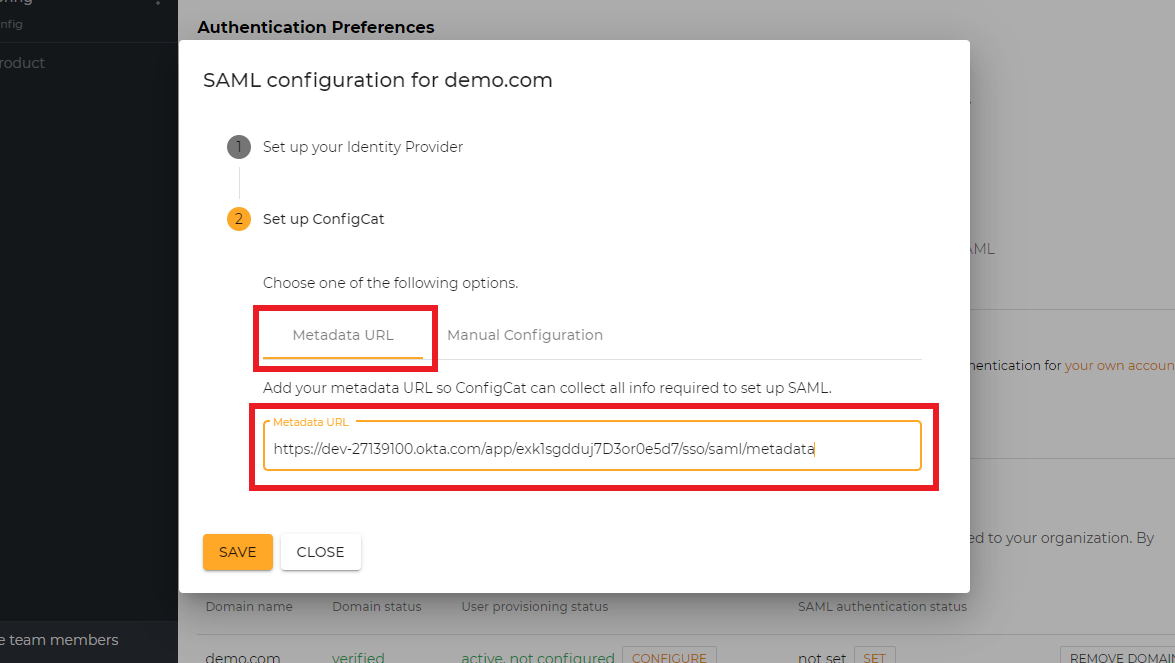 nfig
Authentication Preferences
roduct
SAML configuration for demo.com
1 Set up your Identity Provider
2 Set up ConfigCat
AML
Choose one of the following options.
Metadata URL Manual Configuration
nentication for your own accoun
Add your metadata URL so ConfigCat can collect all info required to set up SAML.
Metadata URL
https://dev-27139100.okta.com/app/exk1sgdduj7D3or0e5d7/sso/saml/metadata
ed to your organization. By
SAVE CLOSE
Domain name Domain status User provisioning status SAML authentication status
e team members
demo.com verified active, not configured CONFIGURE not set SET REMOVE DOMAIN